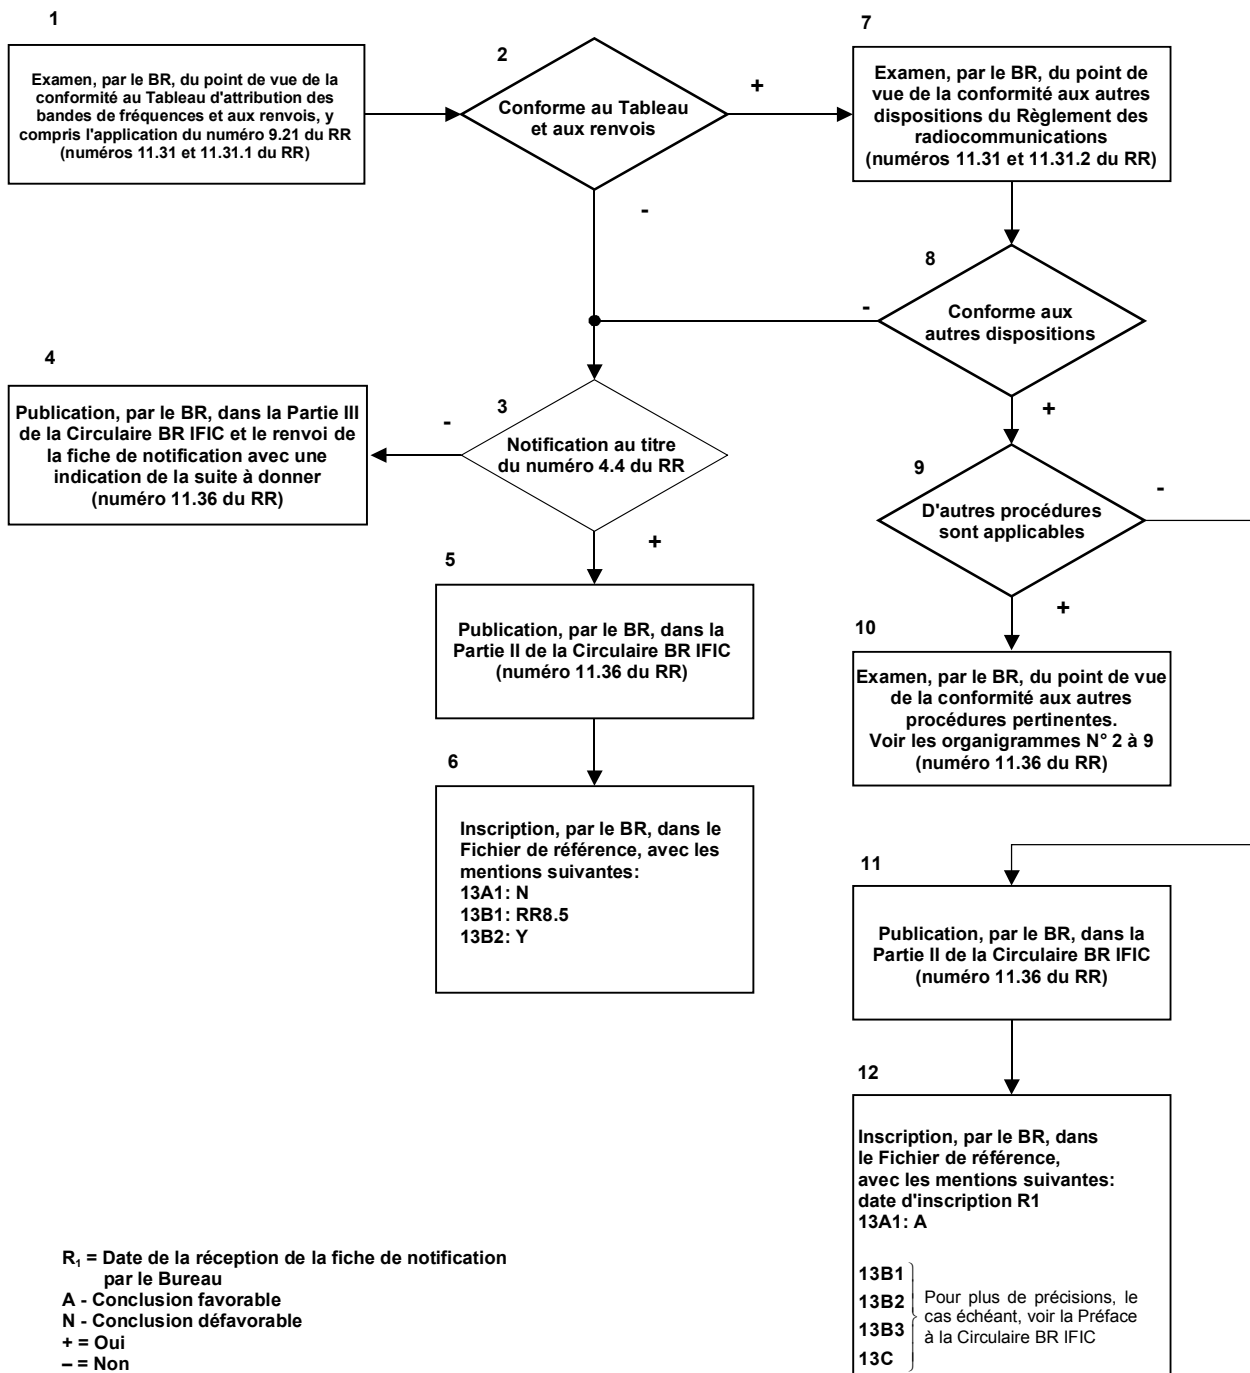 1
Examen, par le BR, du point de vue de la
conformité au Tableau d'attribution des
bandes de fréquences et aux renvois, y
compris l'application du numéro 9.21 du RR
(numéros 11.31 et 11.31.1 du RR)
2
Conforme au Tableau
et aux renvois
+
-
7
Examen, par le BR, du point de
vue de la conformité aux autres
dispositions du Règlement des
radiocommunications
(numéros 11.31 et 11.31.2 du RR)
8
Conforme aux
autres dispositions
-
+
4
Publication, par le BR, dans la Partie III
de la Circulaire BR IFIC et le renvoi de
la fiche de notification avec une
indication de la suite à donner
(numéro 11.36 du RR)
3
Notification au titre
du numéro 4.4 du RR
-
+
9
D'autres procédures
sont applicables
-
+
5
Publication, par le BR, dans la
Partie II de la Circulaire BR IFIC
(numéro 11.36 du RR)
10
Examen, par le BR, du point de vue
de la conformité aux autres
procédures pertinentes.
Voir les organigrammes N° 2 à 9
(numéro 11.36 du RR)
6
Inscription, par le BR, dans le
Fichier de référence, avec les
mentions suivantes:
13A1: N
13B1: RR8.5
13B2: Y
11
Publication, par le BR, dans la
Partie II de la Circulaire BR IFIC
(numéro 11.36 du RR)
12
Inscription, par le BR, dans
le Fichier de référence,
avec les mentions suivantes:
date d'inscription R1
13A1: A
13B1
13B2
13B3
13C
Pour plus de précisions, le
cas échéant, voir la Préface
à la Circulaire BR IFIC
R₁ = Date de la réception de la fiche de notification
par le Bureau
A - Conclusion favorable
N - Conclusion défavorable
+ = Oui
– = Non